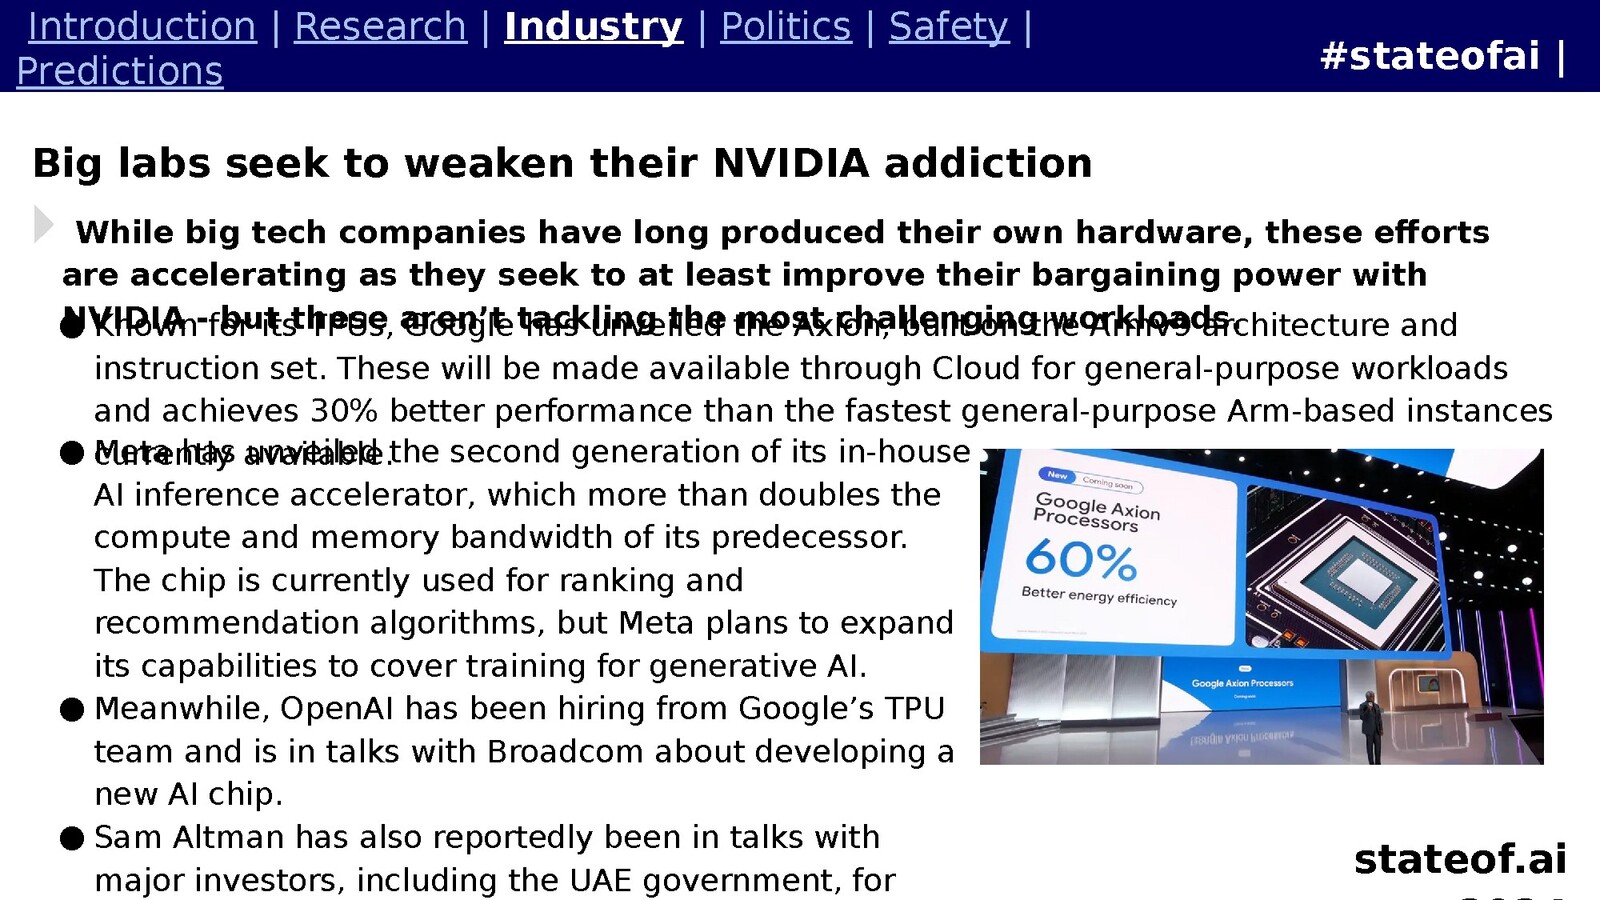 Introduction | Research | Industry | Politics | Safety |
Predictions
#stateofai |
Big labs seek to weaken their NVIDIA addiction
While big tech companies have long produced their own hardware, these efforts
are accelerating as they seek to at least improve their bargaining power with
NVIDIA - but these aren’t tackling the most challenging workloads.
● Known for its TPUs, Google has unveiled the Axion, built on the Armv9 architecture and
instruction set. These will be made available through Cloud for general-purpose workloads
and achieves 30% better performance than the fastest general-purpose Arm-based instances
currently available.
● Meta has unveiled the second generation of its in-house
AI inference accelerator, which more than doubles the
compute and memory bandwidth of its predecessor.
The chip is currently used for ranking and
recommendation algorithms, but Meta plans to expand
its capabilities to cover training for generative AI.
● Meanwhile, OpenAI has been hiring from Google’s TPU
team and is in talks with Broadcom about developing a
new AI chip.
● Sam Altman has also reportedly been in talks with
major investors, including the UAE government, for
New Coming soon
Google Axion
Processors
60%
Better energy efficiency
Google Axion Processors
stateof.ai